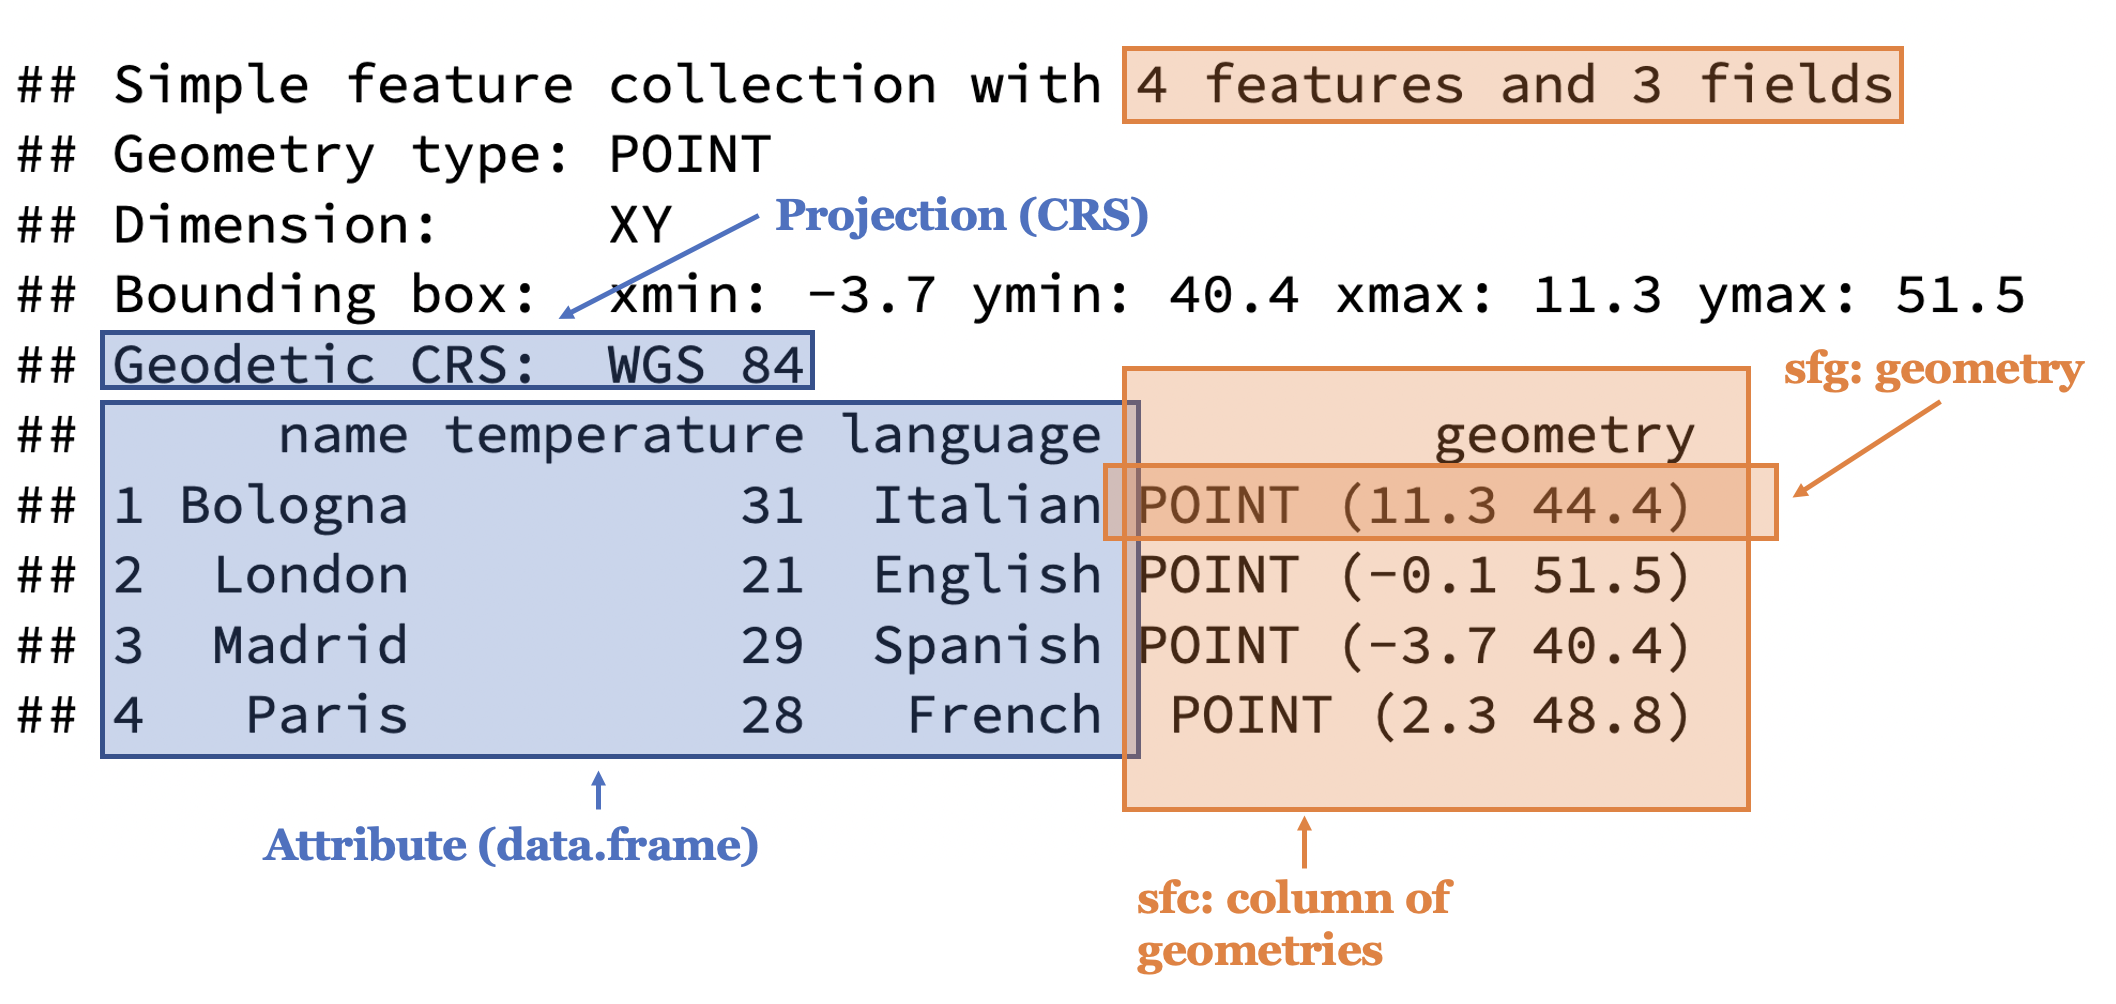 ## Simple feature collection with 4 features and 3 fields
## Geometry type: POINT
## Dimension:     XY
Projection (CRS)
## Bounding box:  xmin: -3.7 ymin: 40.4 xmax: 11.3 ymax: 51.5
## Geodetic CRS:  WGS 84
sfg: geometry
##      name temperature language              geometry
## 1 Bologna          31  Italian POINT (11.3 44.4)
## 2  London          21  English POINT (-0.1 51.5)
## 3  Madrid          29  Spanish POINT (-3.7 40.4)
## 4   Paris          28   French  POINT (2.3 48.8)
Attribute (data.frame)
sfc: column of
geometries